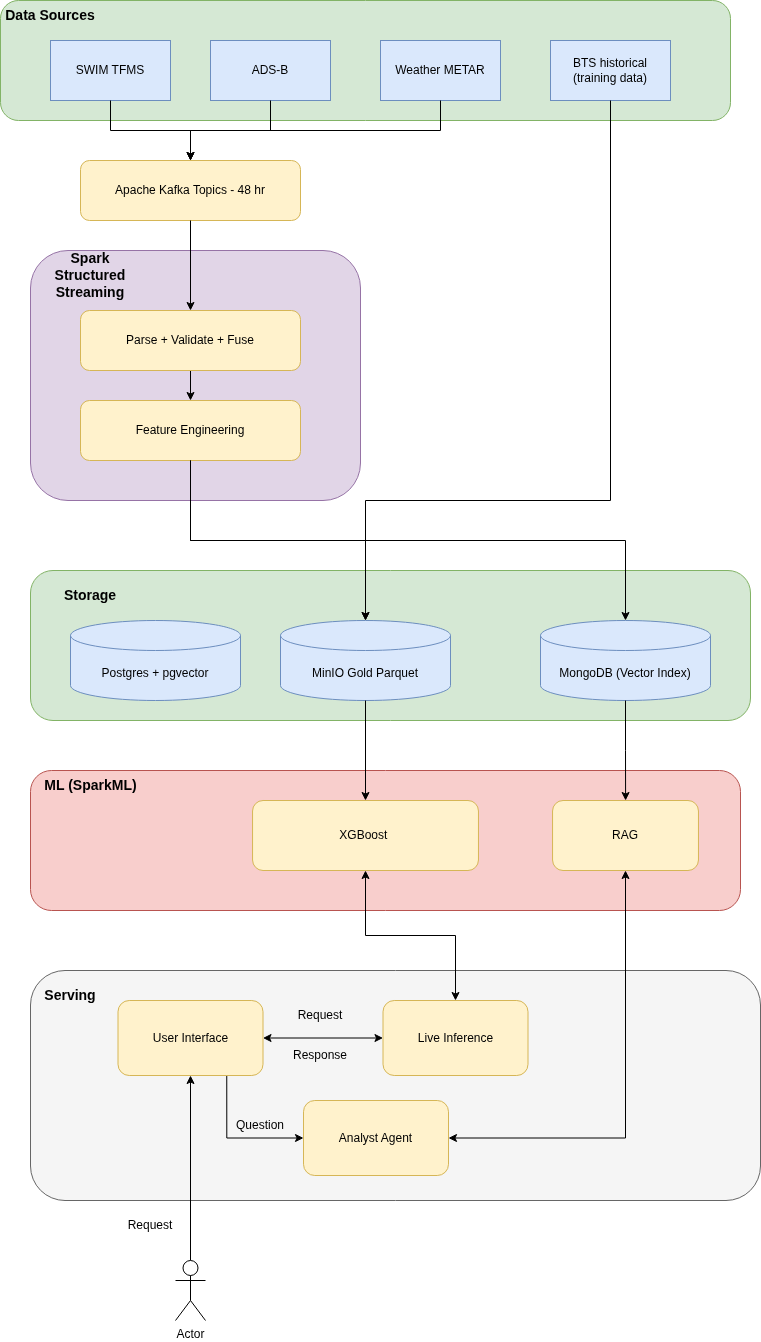 Data Sources
SWIM TFMS
ADS-B
Weather METAR
BTS historical
(training data)
Apache Kafka Topics - 48 hr
Spark
Structured
Streaming
Parse + Validate + Fuse
Feature Engineering
Storage
Postgres + pgvector
MinIO Gold Parquet
MongoDB (Vector Index)
ML (SparkML)
XGBoost
RAG
Serving
User Interface
Request
Response
Live Inference
Question
Analyst Agent
Request
Actor